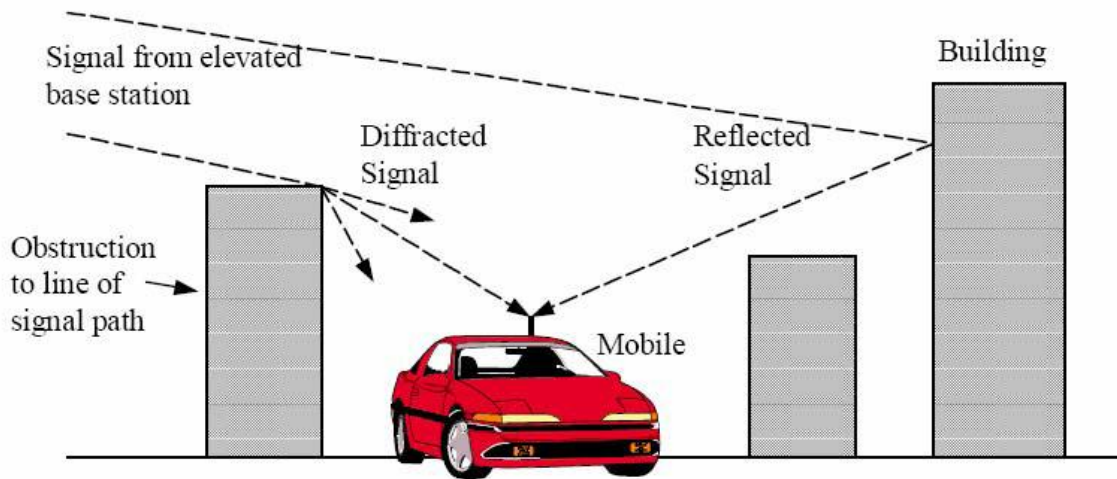 Signal from elevated
base station
Building
Diffracted
Signal
Reflected
Signal
Obstruction
to line of
signal path
Mobile